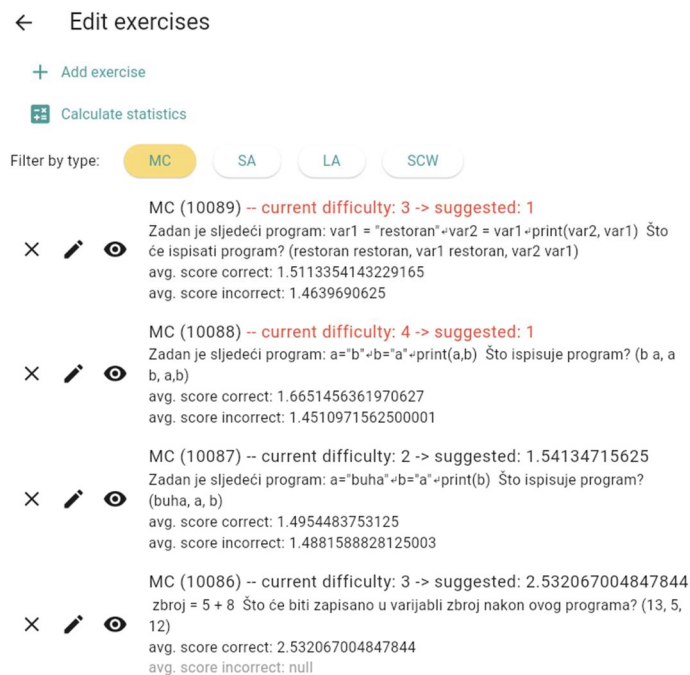 Edit exercises
Add exercise
Calculate statistics
Filter by type: MC SA LA SCW
MC (10089) -- current difficulty: 3 -> suggested: 1
Zadan je sljedeći program: var1 = "restoran"↵var2 = var1↵print(var2, var1)  Što
će ispisati program? (restoran restoran, var1 restoran, var2 var1)
avg. score correct: 1.5113354143229165
avg. score incorrect: 1.4639690625
MC (10088) -- current difficulty: 4 -> suggested: 1
Zadan je sljedeći program: a="b"↵b="a"↵print(a,b)  Što ispisuje program? (b a, a
b, a,b)
avg. score correct: 1.6651456361970627
avg. score incorrect: 1.4510971562500001
MC (10087) -- current difficulty: 2 -> suggested: 1.54134715625
Zadan je sljedeći program: a="buha"↵b="a"↵print(b)  Što ispisuje program?
(buha, a, b)
avg. score correct: 1.4954483753125
avg. score incorrect: 1.4881588828125003
MC (10086) -- current difficulty: 3 -> suggested: 2.532067004847844
zbroj = 5 + 8  Što će biti zapisano u varijabli zbroj nakon ovog programa? (13, 5,
12)
avg. score correct: 2.532067004847844
avg. score incorrect: null